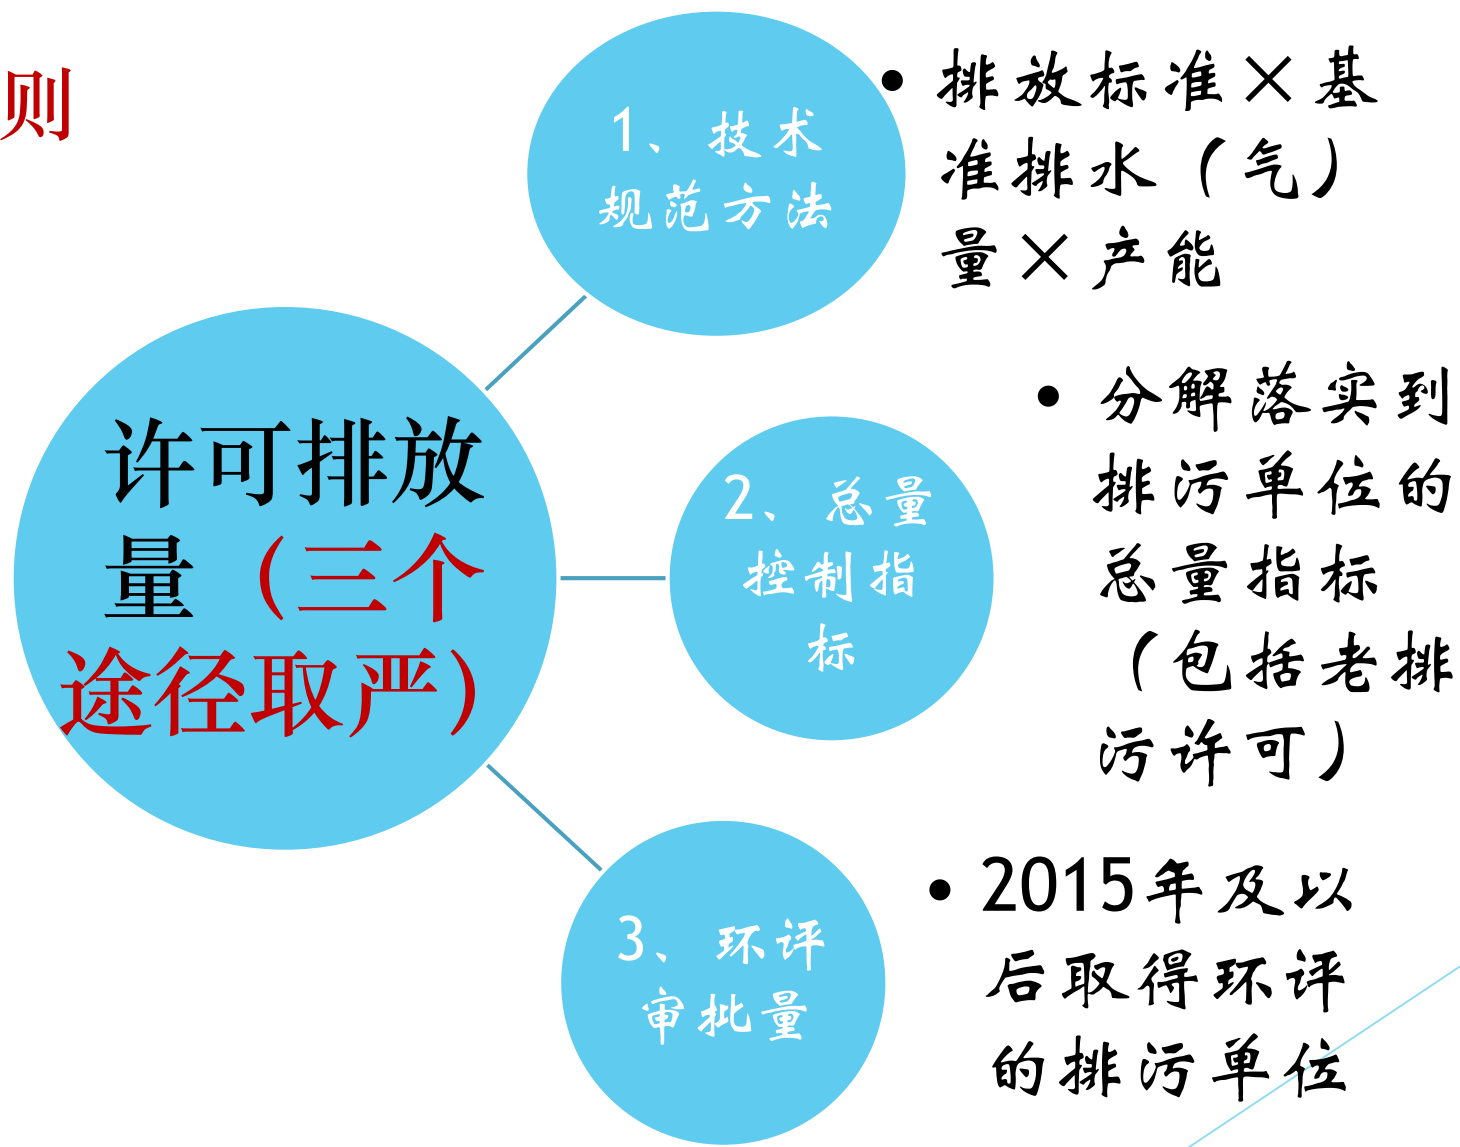 则
许可排放
量（三个
途径取严）
1、技术
规范方法
• 排放标准×基
准排水（气）
量×产能
2、总量
控制指
标
• 分解落实到
排污单位的
总量指标
（包括老排
污许可）
3、环评
审批量
• 2015年及以
后取得环评
的排污单位